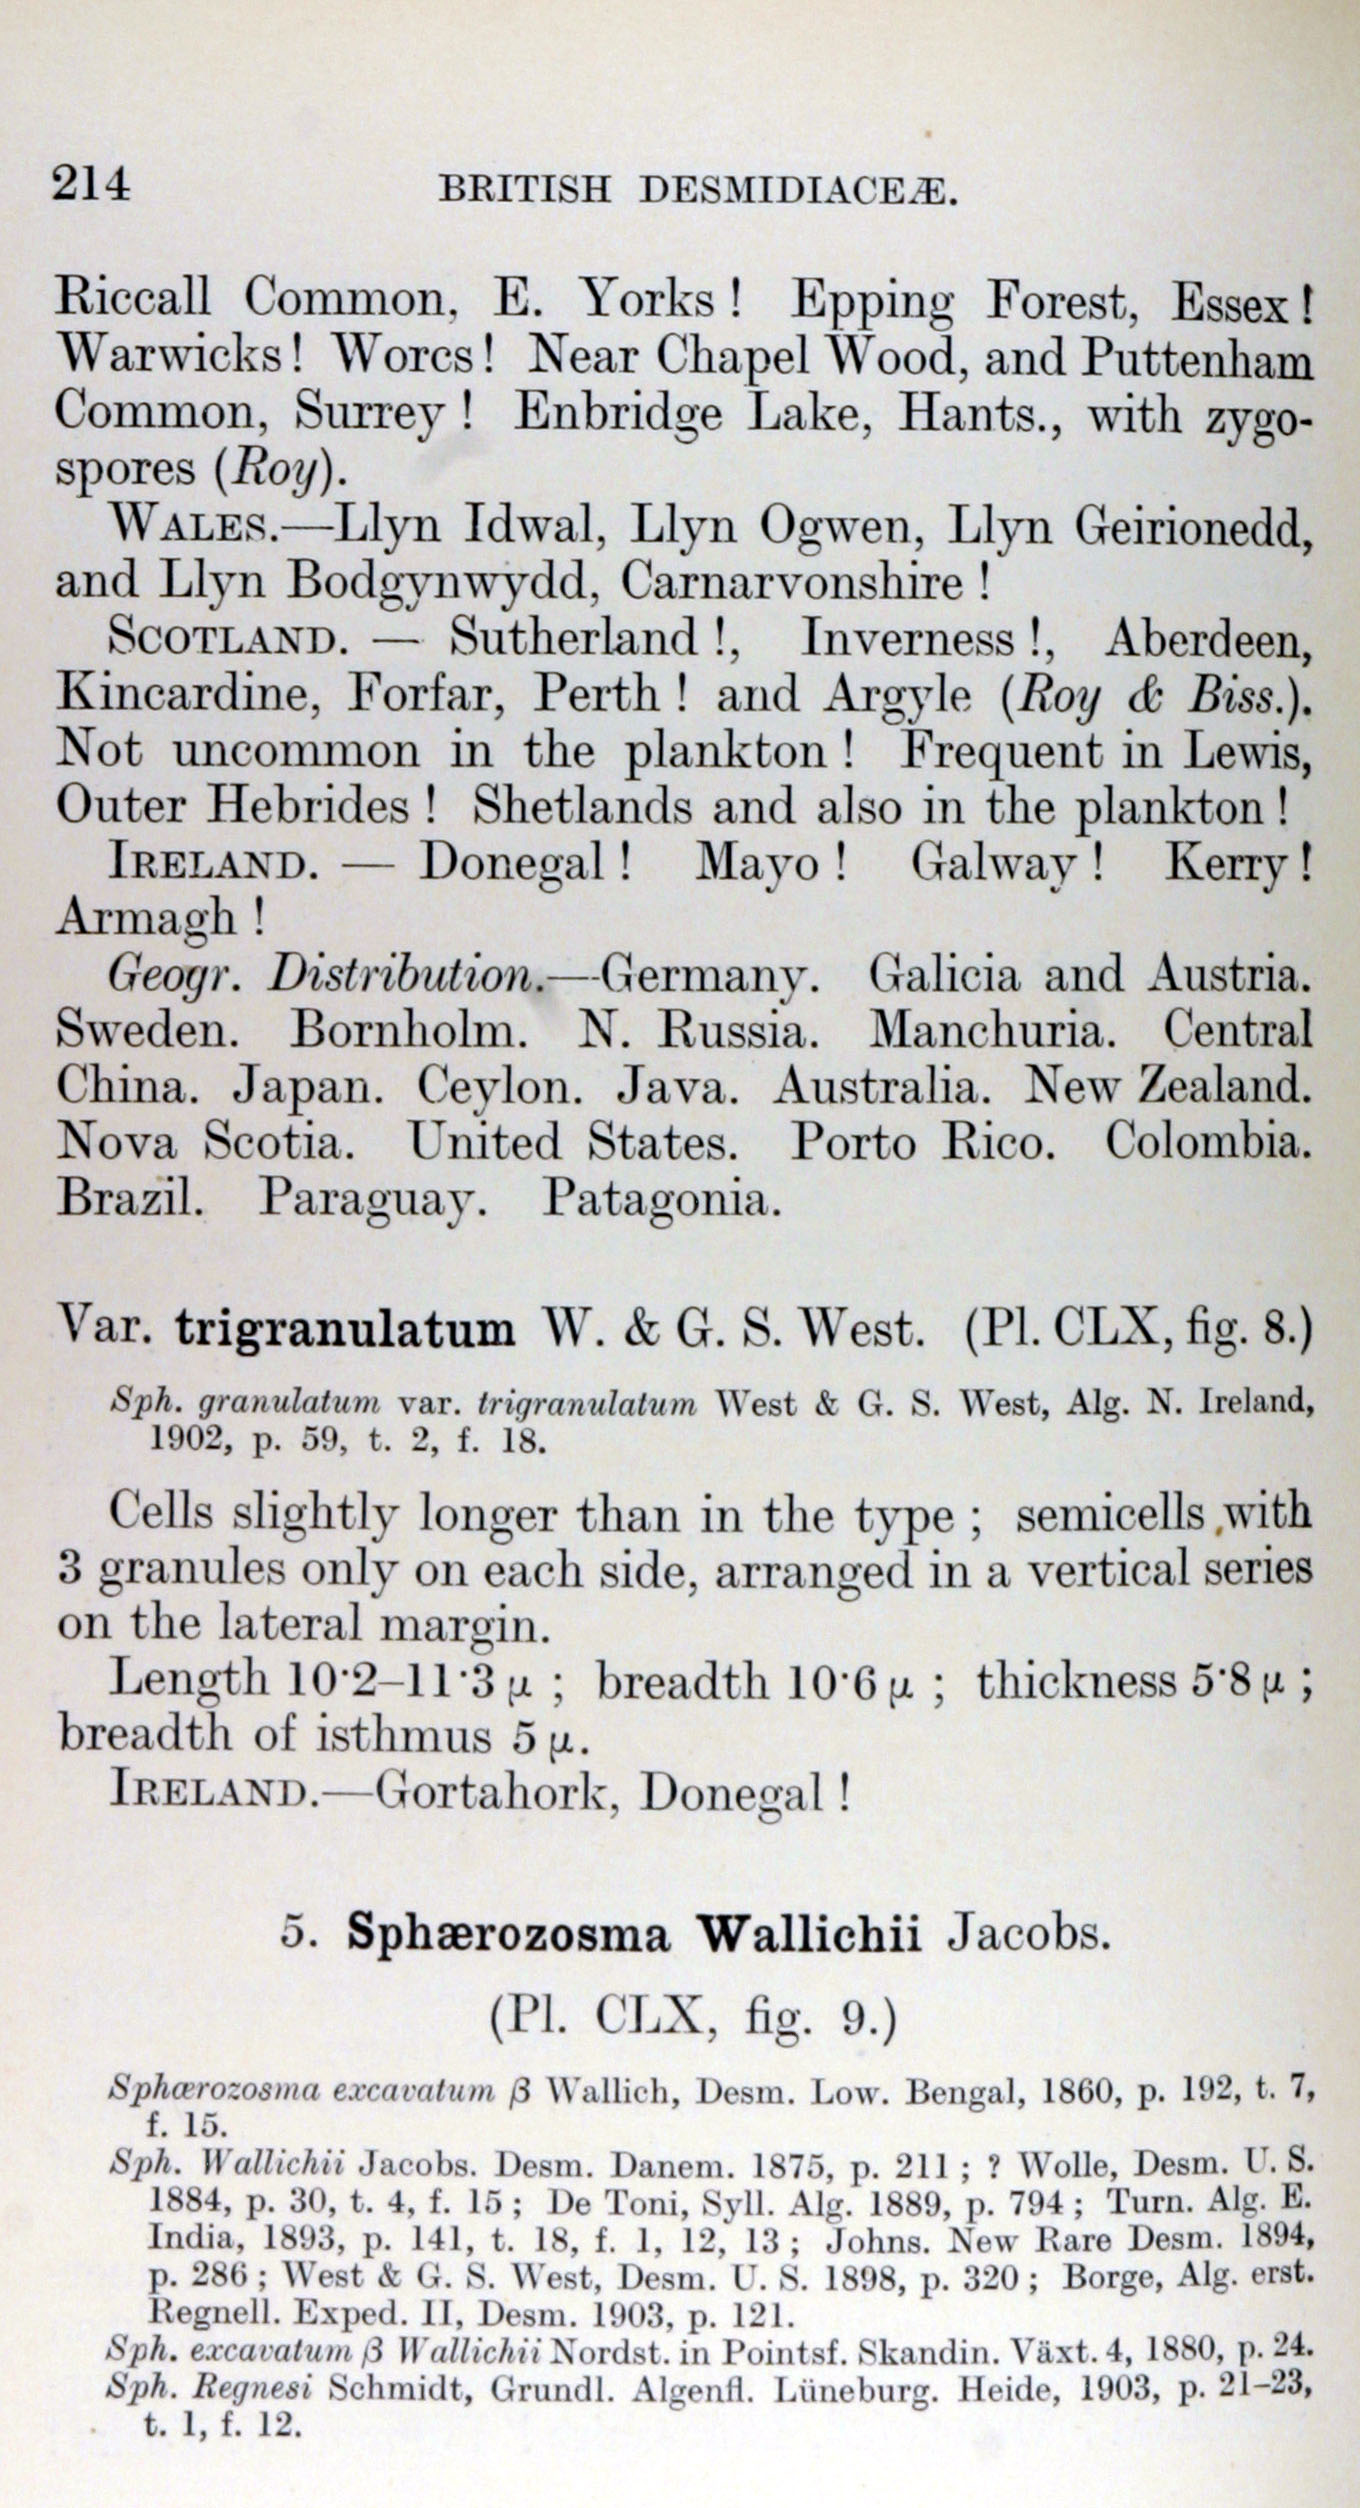 214 BRITISH DESMIDIACEÆ.
Riccall Common, E. Yorks! Epping Forest, Essex!
Warwicks! Worcs! Near Chapel Wood, and Puttenham
Common, Surrey! Enbridge Lake, Hants., with zygo-
spores (Roy).
WALES.—Llyn Idwal, Llyn Ogwen, Llyn Geirionedd,
and Llyn Bodgynwydd, Carnarvonshire!
SCOTLAND. — Sutherland!, Inverness!, Aberdeen,
Kincardine, Forfar, Perth! and Argyle (Roy & Biss.).
Not uncommon in the plankton! Frequent in Lewis,
Outer Hebrides! Shetlands and also in the plankton!
IRELAND. — Donegal! Mayo! Galway! Kerry!
Armagh!
Geogr. Distribution.—Germany. Galicia and Austria.
Sweden. Bornholm. N. Russia. Manchuria. Central
China. Japan. Ceylon. Java. Australia. New Zealand.
Nova Scotia. United States. Porto Rico. Colombia.
Brazil. Paraguay. Patagonia.
Var. trigranulatum W. & G. S. West. (Pl. CLX, fig. 8.)
Sph. granulatum var. trigranulatum West & G. S. West, Alg. N. Ireland,
1902, p. 59, t. 2, f. 18.
Cells slightly longer than in the type; semicells with
3 granules only on each side, arranged in a vertical series
on the lateral margin.
Length 10·2–11·3 μ; breadth 10·6 μ; thickness 5·8 μ;
breadth of isthmus 5 μ.
IRELAND.—Gortahork, Donegal!
5. Sphærozosma Wallichii Jacobs.
(Pl. CLX, fig. 9.)
Sphærozosma excavatum β Wallich, Desm. Low. Bengal, 1860, p. 192, t. 7,
f. 15.
Sph. Wallichii Jacobs. Desm. Danem. 1875, p. 211; ? Wolle, Desm. U. S.
1884, p. 30, t. 4, f. 15; De Toni, Syll. Alg. 1889, p. 794; Turn. Alg. E.
India, 1893, p. 141, t. 18, f. 1, 12, 13; Johns. New Rare Desm. 1894,
p. 286; West & G. S. West, Desm. U. S. 1898, p. 320; Borge, Alg. erst.
Regnell. Exped. II, Desm. 1903, p. 121.
Sph. excavatum β Wallichii Nordst. in Pointsf. Skandin. Växt. 4, 1880, p. 24.
Sph. Regnesi Schmidt, Grundl. Algenfl. Lüneburg. Heide, 1903, p. 21–23,
t. 1, f. 12.